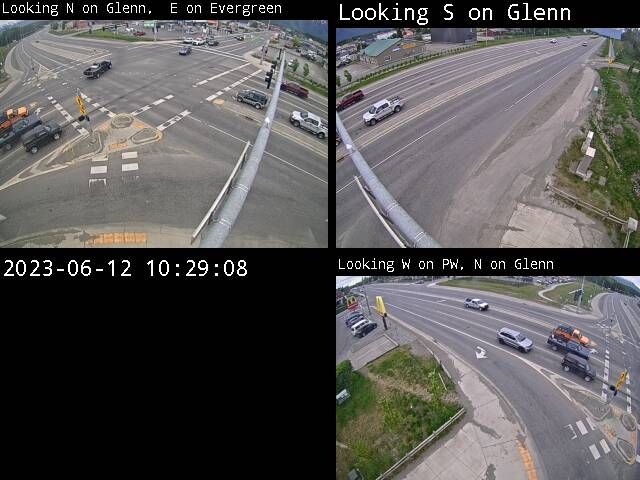 Looking N on Glenn, E on Evergreen
Looking S on Glenn
2023-06-12 10:29:08
Looking W on PW, N on Glenn